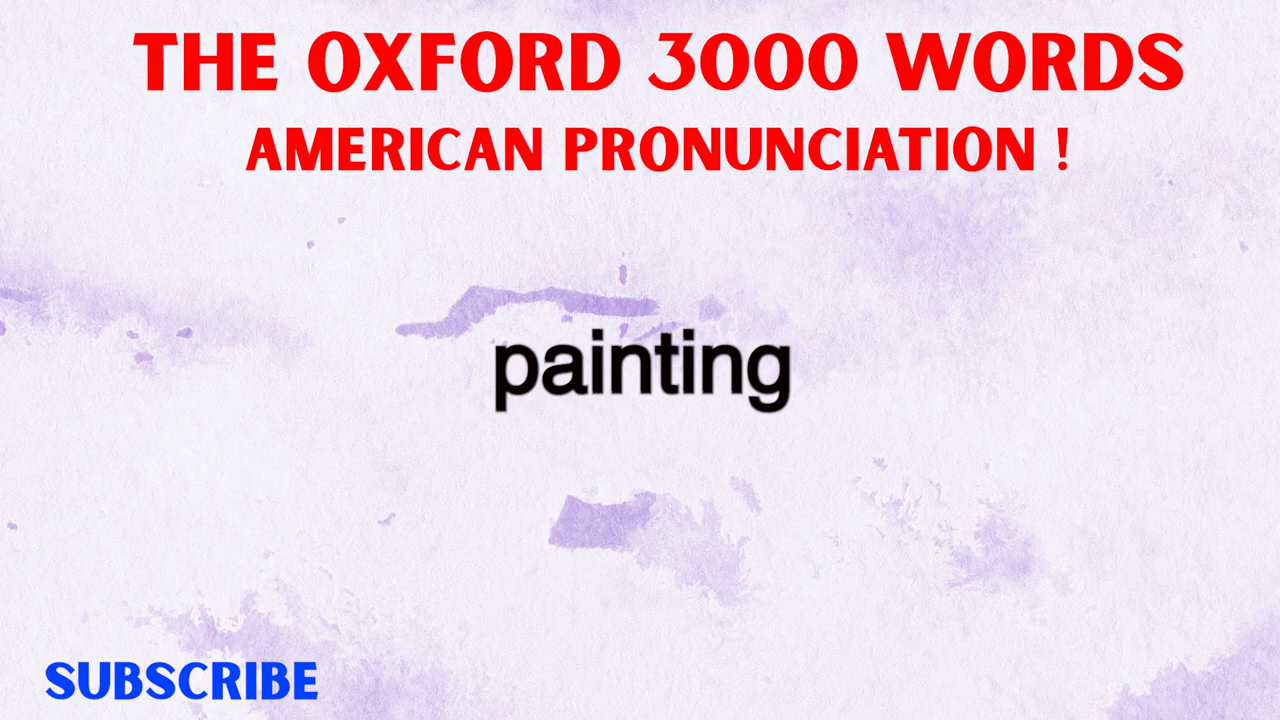 THE OXFORD 3000 WORDS
AMERICAN PRONUNCIATION !
painting
SUBSCRIBE